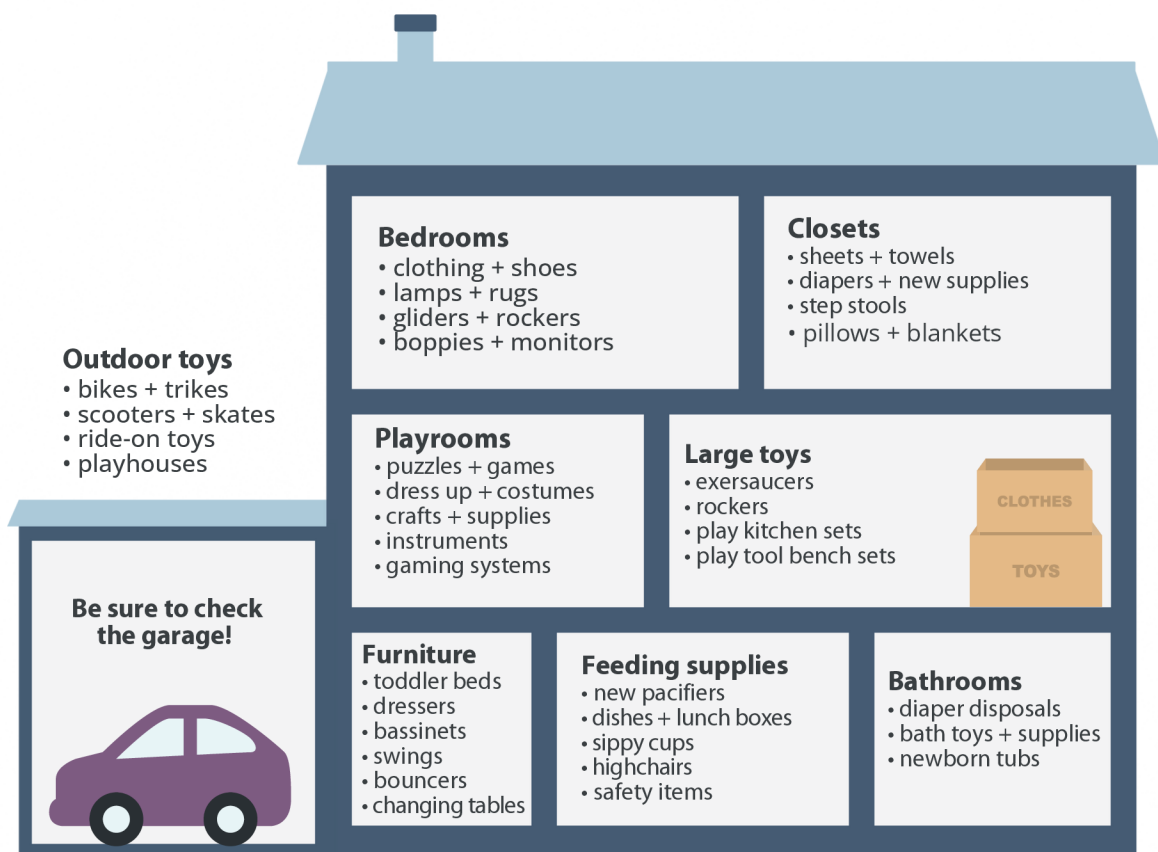 Bedrooms
• clothing + shoes
• lamps + rugs
• gliders + rockers
• boppies + monitors
Closets
• sheets + towels
• diapers + new supplies
• step stools
• pillows + blankets
Outdoor toys
• bikes + trikes
• scooters + skates
• ride-on toys
• playhouses
Playrooms
• puzzles + games
• dress up + costumes
• crafts + supplies
• instruments
• gaming systems
Large toys
• exersaucers
• rockers
• play kitchen sets
• play tool bench sets
CLOTHES
TOYS
Be sure to check
the garage!
Furniture
• toddler beds
• dressers
• bassinets
• swings
• bouncers
• changing tables
Feeding supplies
• new pacifiers
• dishes + lunch boxes
• sippy cups
• highchairs
• safety items
Bathrooms
• diaper disposals
• bath toys + supplies
• newborn tubs